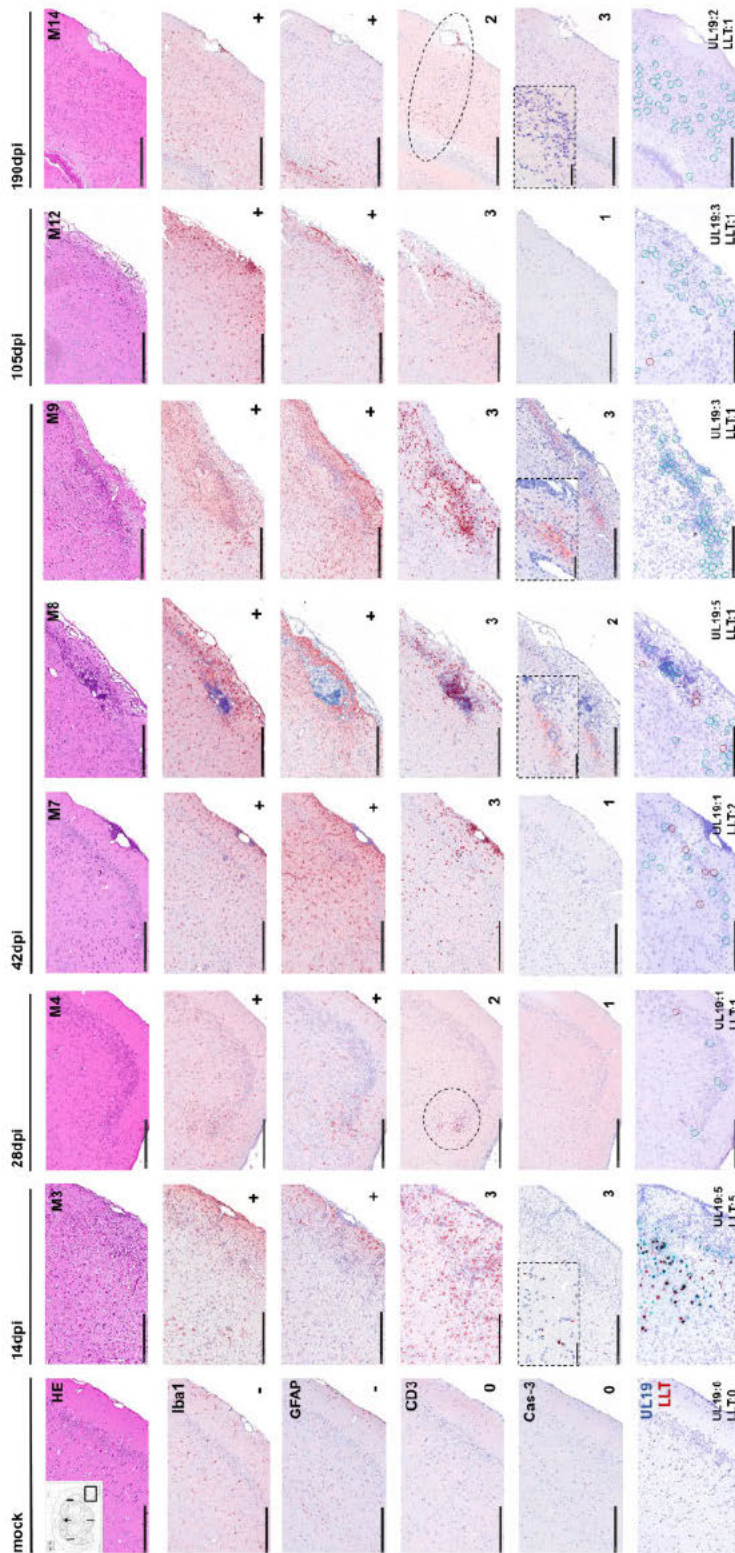 mock 14dpi 28dpi 42dpi 105dpi 190dpi
HE M3 M4 M7 M8 M9 M12 M14
Iba1
- + + + + + + +
GFAP
- + + + + + + +
CD3
0 3 2 3 3 3 3 2
Cas-3
0 3 1 1 2 3 1 3
UL19
LLT
UL19:0 UL19:5 UL19:1 UL19:1 UL19:5 UL19:3 UL19:3 UL19:2
LLT:0 LLT:5 LLT:1 LLT:2 LLT:1 LLT:1 LLT:1 LLT:1